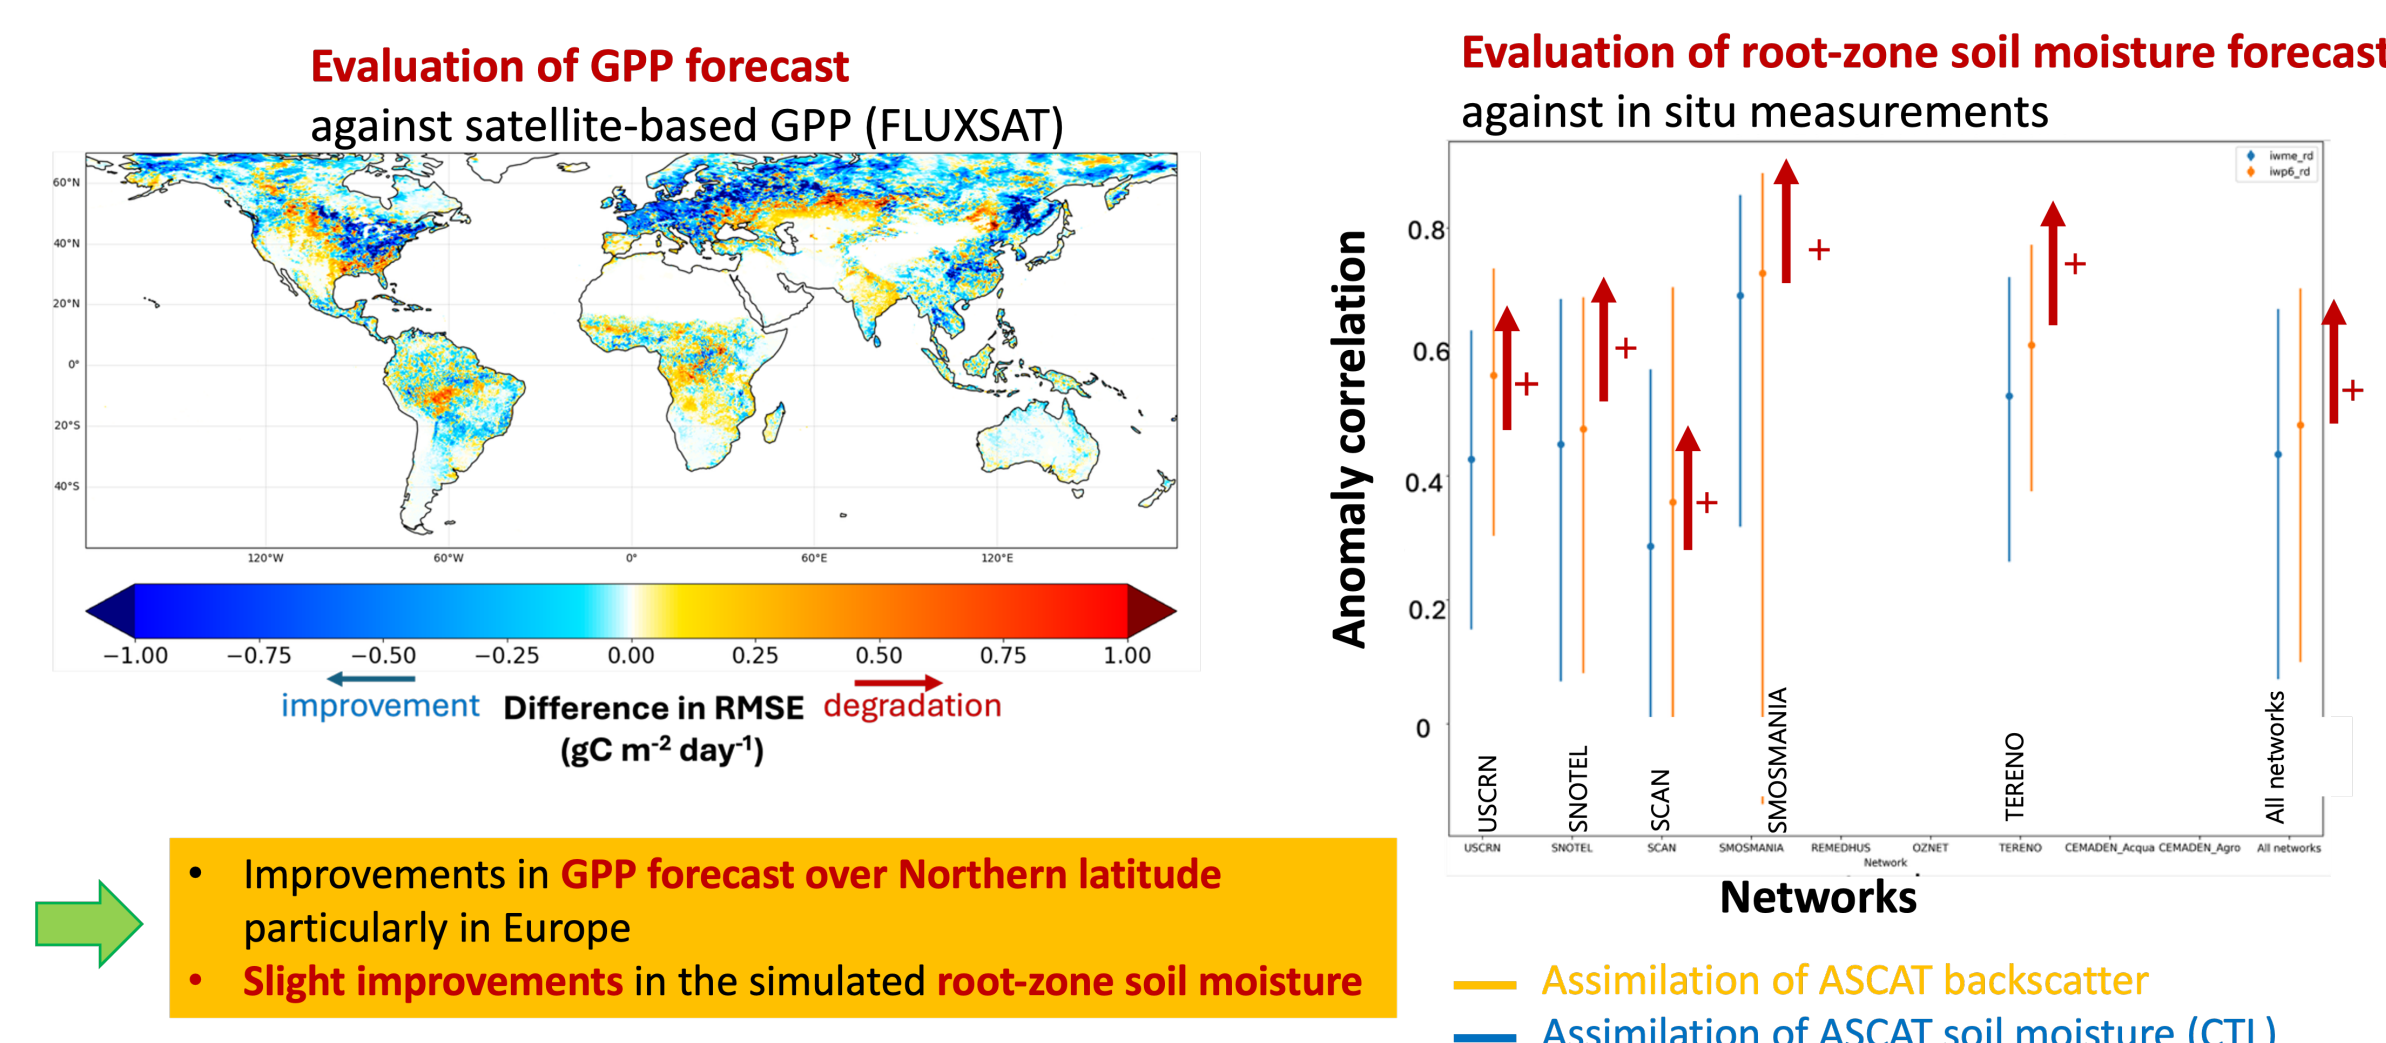 Evaluation of GPP forecast
against satellite-based GPP (FLUXSAT)
60°N
40°N
20°N
0°
20°S
40°S
120°W 60°W 0° 60°E 120°E
−1.00 −0.75 −0.50 −0.25 0.00 0.25 0.50 0.75 1.00
improvement Difference in RMSE degradation
(gC m-2 day-1)
• Improvements in GPP forecast over Northern latitude
particularly in Europe
• Slight improvements in the simulated root-zone soil moisture
Evaluation of root-zone soil moisture forecast
against in situ measurements
iwme_rd
iwp6_rd
Anomaly correlation
0.8
0.6
0.4
0.2
0
+
+
+
+
+
+
USCRN
SNOTEL
SCAN
SMOSMANIA
TERENO
All networks
USCRN SNOTEL SCAN SMOSMANIA REMEDHUS OZNET TERENO CEMADEN_Acqua CEMADEN_Agro All networks
Network
Networks
Assimilation of ASCAT backscatter
Assimilation of ASCAT soil moisture (CTL)